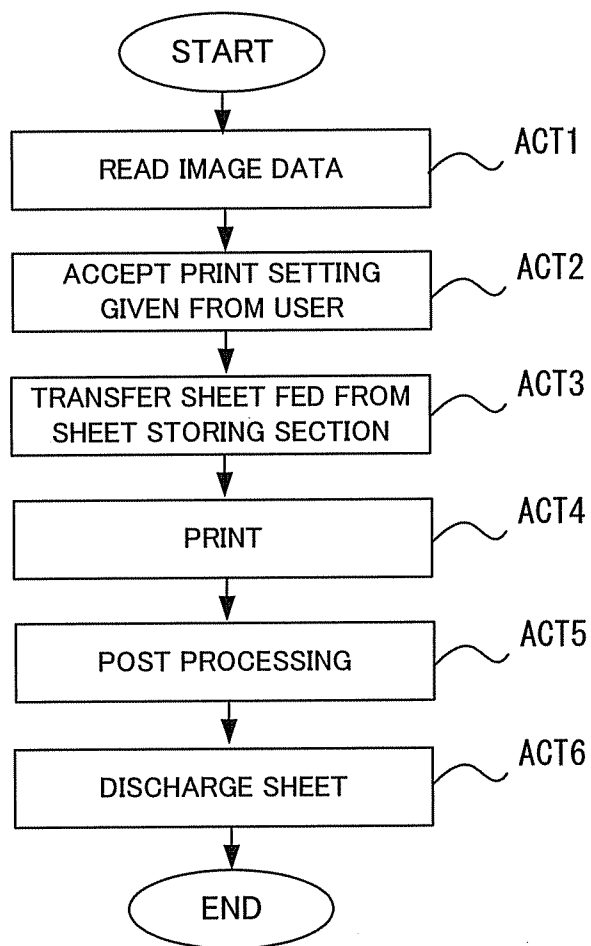 START
READ IMAGE DATA
ACT1
ACCEPT PRINT SETTING
GIVEN FROM USER
ACT2
TRANSFER SHEET FED FROM
SHEET STORING SECTION
ACT3
PRINT
ACT4
POST PROCESSING
ACT5
DISCHARGE SHEET
ACT6
END